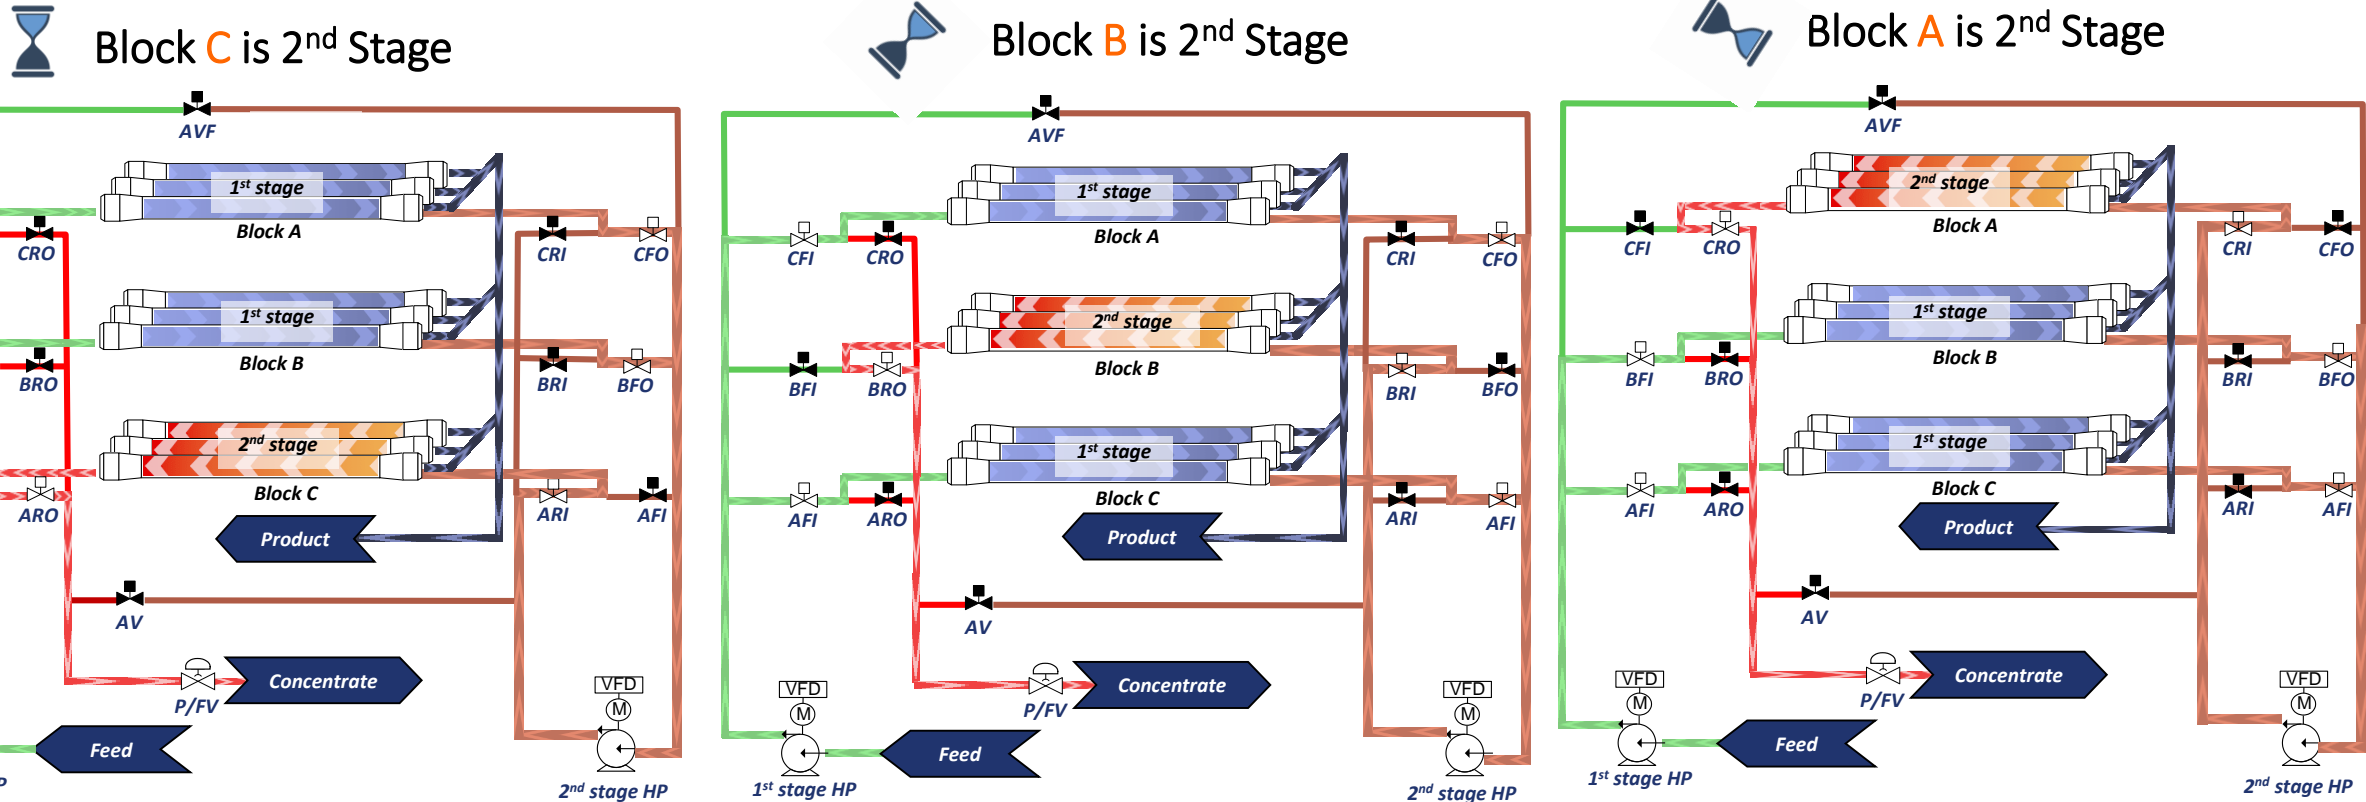 Block C is 2nd Stage
AVF
1st stage
Block A
CRO
CRI
CFO
1st stage
Block B
BRO
BRI
BFO
2nd stage
Block C
ARO
ARI
AFI
Product
AV
Concentrate
P/FV
VFD
M
Feed
P
2nd stage HP
Block B is 2nd Stage
AVF
1st stage
Block A
CFI
CRO
CRI
CFO
2nd stage
Block B
BFI
BRO
BRI
BFO
1st stage
Block C
AFI
ARO
ARI
AFI
Product
AV
Concentrate
P/FV
VFD
M
VFD
M
Feed
1st stage HP
2nd stage HP
Block A is 2nd Stage
AVF
2nd stage
Block A
CFI
CRO
CRI
CFO
1st stage
Block B
BFI
BRO
BRI
BFO
1st stage
Block C
AFI
ARO
ARI
AFI
Product
AV
Concentrate
P/FV
VFD
M
VFD
M
Feed
1st stage HP
2nd stage HP